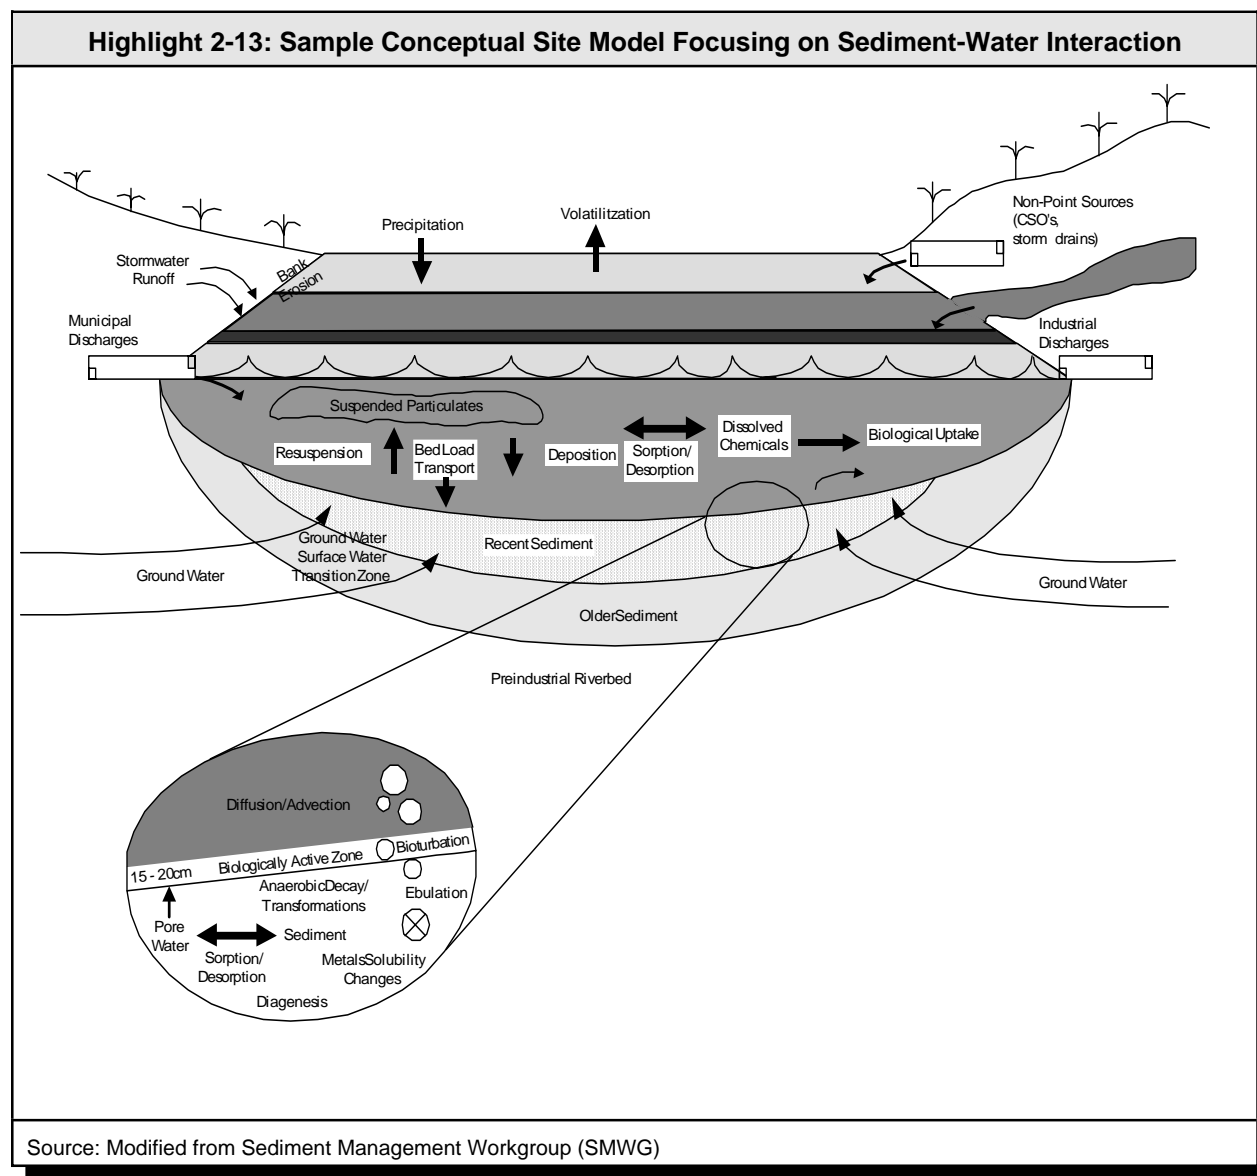 Highlight 2-13: Sample Conceptual Site Model Focusing on Sediment-Water Interaction
Non-Point Sources
(CSO's,
storm drains)
Volatilitzation
Precipitation
Stormwater
Runoff
Bank
Erosion
Municipal
Discharges
Industrial
Discharges
Suspended Particulates
Resuspension
Bed Load
Transport
Deposition
Sorption/
Desorption
Dissolved
Chemicals
Biological Uptake
Ground Water
Surface Water
Transition Zone
Recent Sediment
Ground Water
Ground Water
OlderSediment
Preindustrial Riverbed
Diffusion/Advection
Bioturbation
Biologically Active Zone
15 - 20cm
AnaerobicDecay/
Transformations
Ebulation
Pore
Water
Sediment
Sorption/
Desorption
MetalsSolubility
Changes
Diagenesis
Source: Modified from Sediment Management Workgroup (SMWG)